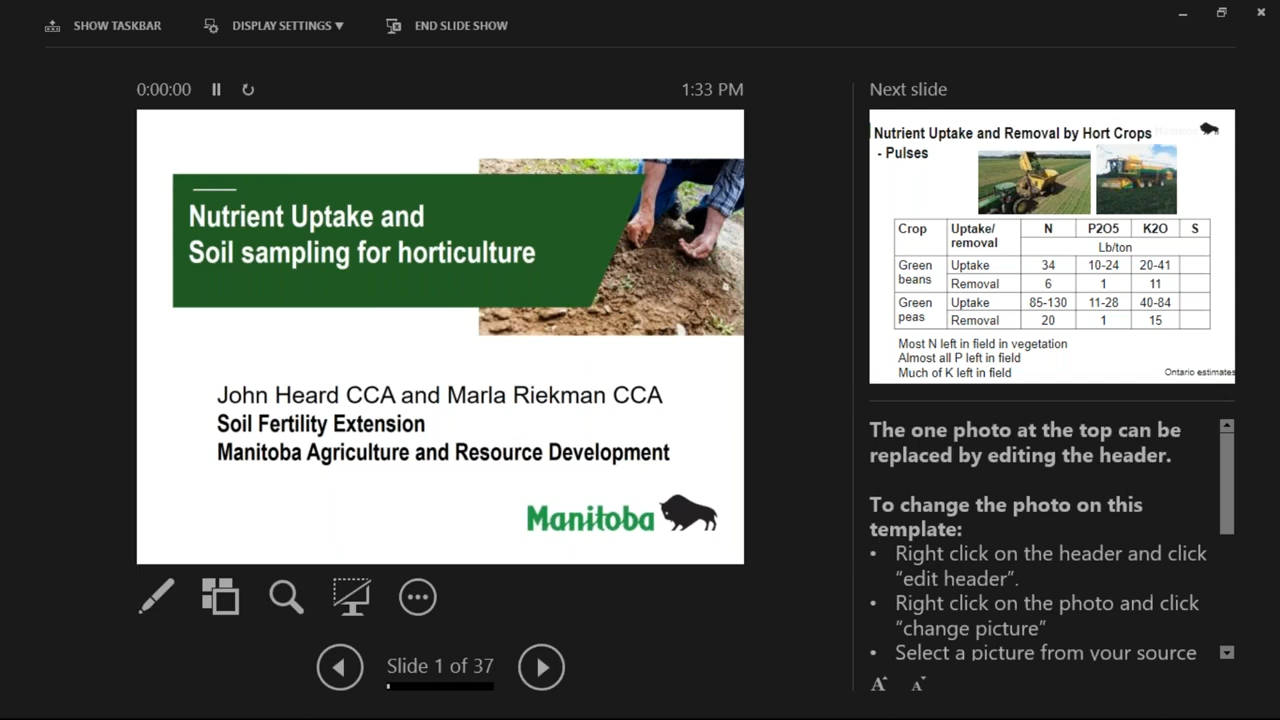 SHOW TASKBAR
DISPLAY SETTINGS ▼
END SLIDE SHOW
0:00:00
1:33 PM
Nutrient Uptake and
Soil sampling for horticulture
John Heard CCA and Marla Riekman CCA
Soil Fertility Extension
Manitoba Agriculture and Resource Development
Manitoba
Slide 1 of 37
Next slide
Nutrient Uptake and Removal by Hort Crops
- Pulses
Crop Uptake/ removal N P2O5 K2O S
Lb/ton
Green beans Uptake 34 10-24 20-41
Removal 6 1 11
Green peas Uptake 85-130 11-28 40-84
Removal 20 1 15
Most N left in field in vegetation
Almost all P left in field
Much of K left in field
Ontario estimates
The one photo at the top can be
replaced by editing the header.
To change the photo on this
template:
• Right click on the header and click
“edit header”.
• Right click on the photo and click
“change picture”
• Select a picture from your source
A A